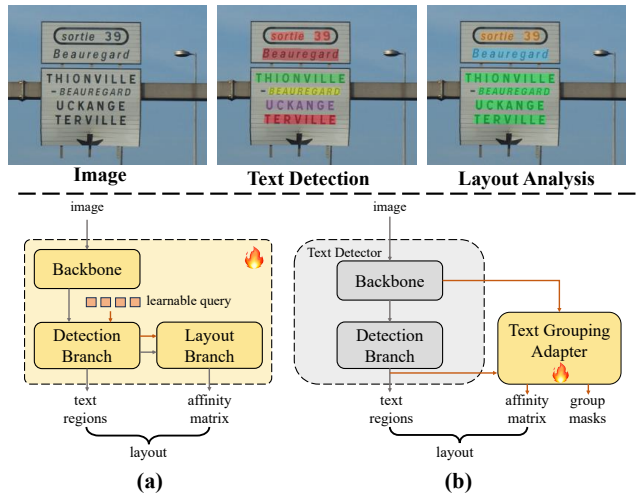 sortie 39
Beauregard
THIONVILLE
-BEAUREGARD
UCKANGE
TERVILLE
sortie 39
Beauregard
THIONVILLE
-BEAUREGARD
UCKANGE
TERVILLE
sortie 39
Beauregard
THIONVILLE
-BEAUREGARD
UCKANGE
TERVILLE
Image
Text Detection
Layout Analysis
image
Backbone
learnable query
Detection Branch
Layout Branch
text regions
affinity matrix
layout
(a)
image
Text Detector
Backbone
Detection Branch
Text Grouping Adapter
text regions
affinity matrix
group masks
layout
(b)